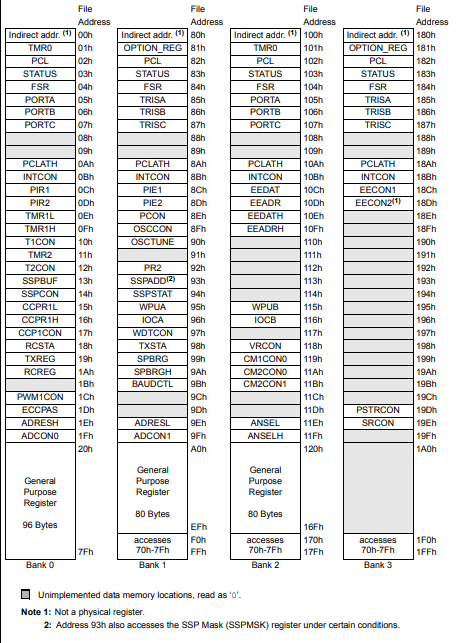 File File File File
Address Address Address Address
Indirect addr. (1) 00h Indirect addr. (1) 80h Indirect addr. (1) 100h Indirect addr. (1) 180h
TMR0 01h OPTION_REG 81h TMR0 101h OPTION_REG 181h
PCL 02h PCL 82h PCL 102h PCL 182h
STATUS 03h STATUS 83h STATUS 103h STATUS 183h
FSR 04h FSR 84h FSR 104h FSR 184h
PORTA 05h TRISA 85h PORTA 105h TRISA 185h
PORTB 06h TRISB 86h PORTB 106h TRISB 186h
PORTC 07h TRISC 87h PORTC 107h TRISC 187h
08h 88h 108h 188h
09h 89h 109h 189h
PCLATH 0Ah PCLATH 8Ah PCLATH 10Ah PCLATH 18Ah
INTCON 0Bh INTCON 8Bh INTCON 10Bh INTCON 18Bh
PIR1 0Ch PIE1 8Ch EEDAT 10Ch EECON1 18Ch
PIR2 0Dh PIE2 8Dh EEADR 10Dh EECON2(1) 18Dh
TMR1L 0Eh PCON 8Eh EEDATH 10Eh 18Eh
TMR1H 0Fh OSCCON 8Fh EEADRH 10Fh 18Fh
T1CON 10h OSCTUNE 90h 110h 190h
TMR2 11h 91h 111h 191h
T2CON 12h PR2 92h 112h 192h
SSPBUF 13h SSPADD(2) 93h 113h 193h
SSPCON 14h SSPSTAT 94h 114h 194h
CCPR1L 15h WPUA 95h WPUB 115h 195h
CCPR1H 16h IOCA 96h IOCB 116h 196h
CCP1CON 17h WDTCON 97h 117h 197h
RCSTA 18h TXSTA 98h VRCON 118h 198h
TXREG 19h SPBRG 99h CM1CON0 119h 199h
RCREG 1Ah SPBRGH 9Ah CM2CON0 11Ah 19Ah
1Bh BAUDCTL 9Bh CM2CON1 11Bh 19Bh
PWM1CON 1Ch 9Ch 11Ch 19Ch
ECCPAS 1Dh 9Dh 11Dh PSTRCON 19Dh
ADRESH 1Eh ADRESL 9Eh ANSEL 11Eh SRCON 19Eh
ADCON0 1Fh ADCON1 9Fh ANSELH 11Fh 19Fh
20h A0h 120h 1A0h
General General General
Purpose Purpose Purpose
Register Register Register
96 Bytes 80 Bytes 80 Bytes
EFh 16Fh
accesses F0h accesses 170h accesses 1F0h
7Fh 70h-7Fh FFh 70h-7Fh 17Fh 70h-7Fh 1FFh
Bank 0 Bank 1 Bank 2 Bank 3
Unimplemented data memory locations, read as '0'.
Note 1: Not a physical register.
2: Address 93h also accesses the SSP Mask (SSPMSK) register under certain conditions.